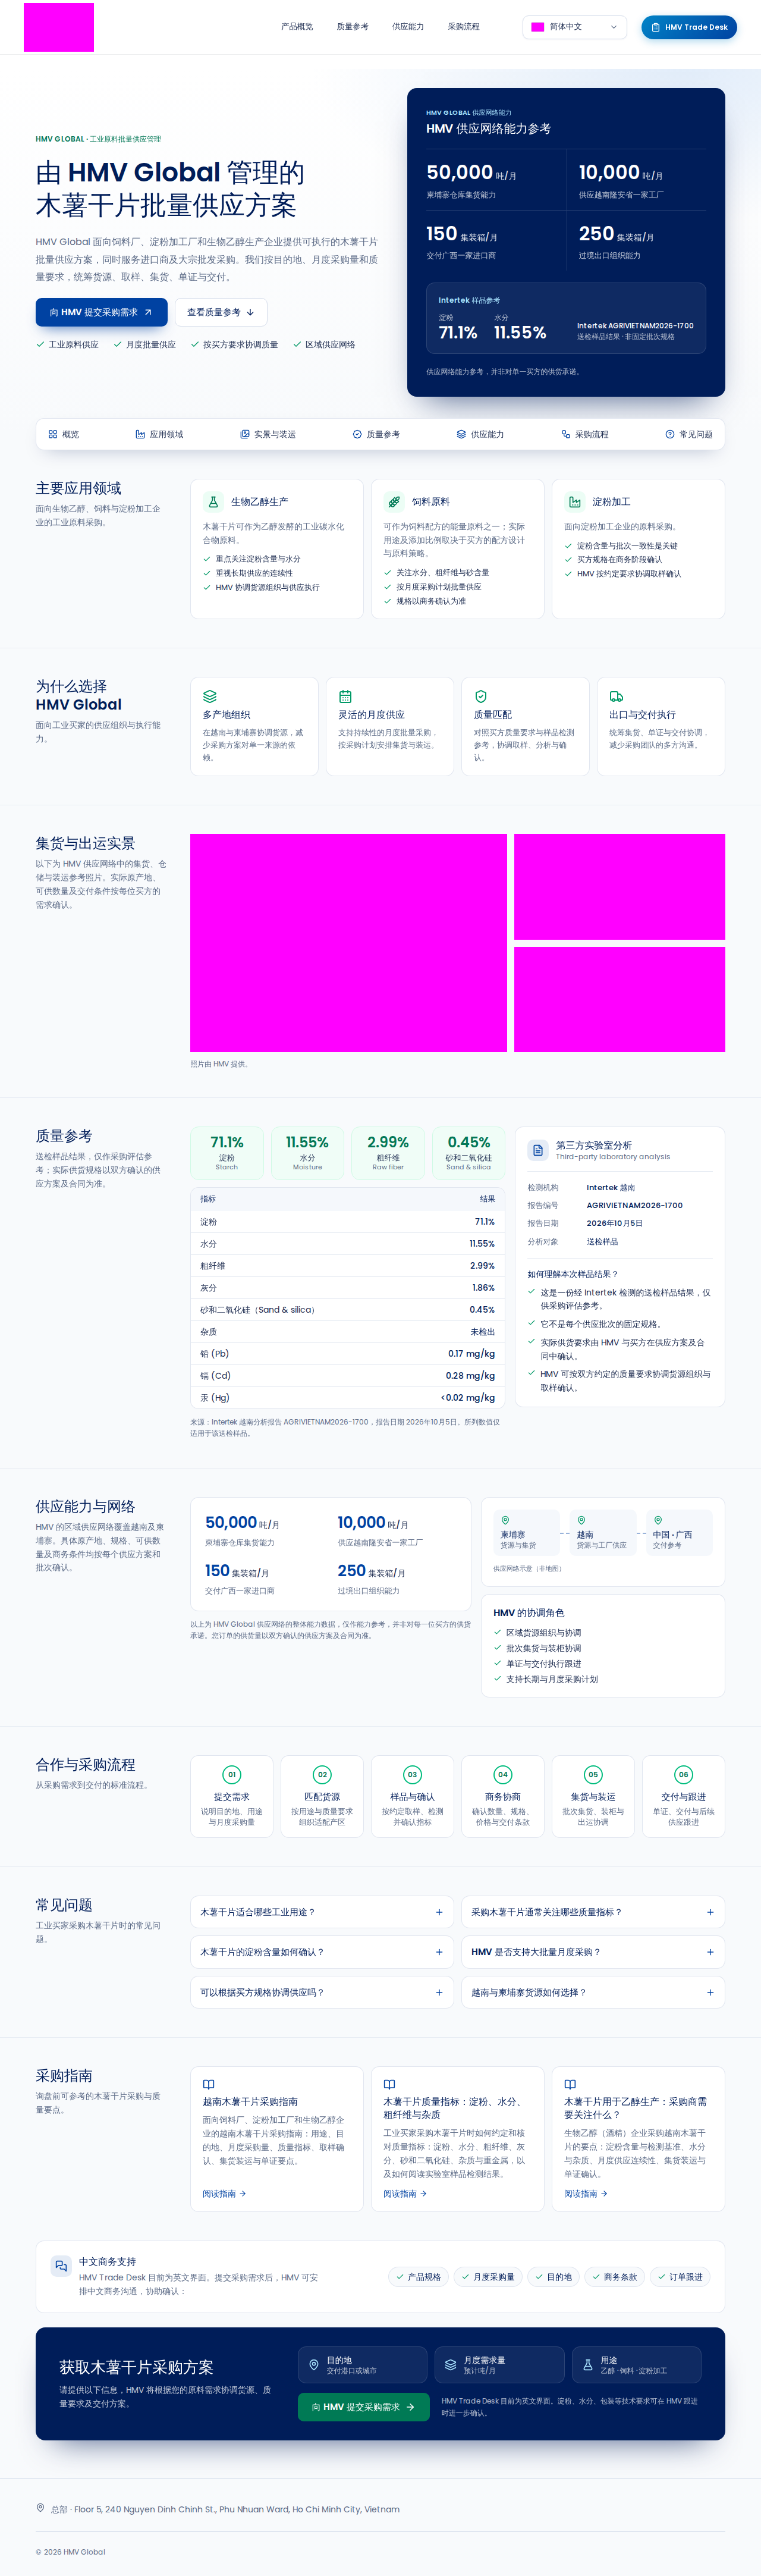 产品概览
质量参考
供应能力
采购流程
简体中文
HMV Trade Desk
HMV GLOBAL · 工业原料批量供应管理
由 HMV Global 管理的
木薯干片批量供应方案
HMV Global 面向饲料厂、淀粉加工厂和生物乙醇生产企业提供可执行的木薯干片
批量供应方案，同时服务进口商及大宗批发采购。我们按目的地、月度采购量和质
量要求，统筹货源、取样、集货、单证与交付。
向 HMV 提交采购需求
查看质量参考
工业原料供应
月度批量供应
按买方要求协调质量
区域供应网络
HMV GLOBAL 供应网络能力
HMV 供应网络能力参考
50,000 吨/月
柬埔寨仓库集货能力
10,000 吨/月
供应越南隆安省一家工厂
150 集装箱/月
交付广西一家进口商
250 集装箱/月
过境出口组织能力
Intertek 样品参考
淀粉
71.1%
水分
11.55%
Intertek AGRIVIETNAM2026-1700
送检样品结果 · 非固定批次规格
供应网络能力参考，并非对单一买方的供货承诺。
概览
应用领域
实景与装运
质量参考
供应能力
采购流程
常见问题
主要应用领域
面向生物乙醇、饲料与淀粉加工企
业的工业原料采购。
生物乙醇生产
木薯干片可作为乙醇发酵的工业碳水化
合物原料。
重点关注淀粉含量与水分
重视长期供应的连续性
HMV 协调货源组织与供应执行
饲料原料
可作为饲料配方的能量原料之一；实际
用途及添加比例取决于买方的配方设计
与原料策略。
关注水分、粗纤维与砂含量
按月度采购计划批量供应
规格以商务确认为准
淀粉加工
面向淀粉加工企业的原料采购。
淀粉含量与批次一致性是关键
买方规格在商务阶段确认
HMV 按约定要求协调取样确认
为什么选择
HMV Global
面向工业买家的供应组织与执行能
力。
多产地组织
在越南与柬埔寨协调货源，减
少采购方案对单一来源的依
赖。
灵活的月度供应
支持持续性的月度批量采购，
按采购计划安排集货与装运。
质量匹配
对照买方质量要求与样品检测
参考，协调取样、分析与确
认。
出口与交付执行
统筹集货、单证与交付协调，
减少采购团队的多方沟通。
集货与出运实景
以下为 HMV 供应网络中的集货、仓
储与装运参考照片。实际原产地、
可供数量及交付条件按每位买方的
需求确认。
照片由 HMV 提供。
质量参考
送检样品结果，仅作采购评估参
考；实际供货规格以双方确认的供
应方案及合同为准。
71.1%
淀粉
Starch
11.55%
水分
Moisture
2.99%
粗纤维
Raw fiber
0.45%
砂和二氧化硅
Sand & silica
指标 结果
淀粉 71.1%
水分 11.55%
粗纤维 2.99%
灰分 1.86%
砂和二氧化硅（Sand & silica） 0.45%
杂质 未检出
铅 (Pb) 0.17 mg/kg
镉 (Cd) 0.28 mg/kg
汞 (Hg) <0.02 mg/kg
来源：Intertek 越南分析报告 AGRIVIETNAM2026-1700，报告日期 2026年10月5日。所列数值仅
适用于该送检样品。
第三方实验室分析
Third-party laboratory analysis
检测机构 Intertek 越南
报告编号 AGRIVIETNAM2026-1700
报告日期 2026年10月5日
分析对象 送检样品
如何理解本次样品结果？
这是一份经 Intertek 检测的送检样品结果，仅
供采购评估参考。
它不是每个供应批次的固定规格。
实际供货要求由 HMV 与买方在供应方案及合
同中确认。
HMV 可按双方约定的质量要求协调货源组织与
取样确认。
供应能力与网络
HMV 的区域供应网络覆盖越南及柬
埔寨。具体原产地、规格、可供数
量及商务条件均按每个供应方案和
批次确认。
50,000 吨/月
柬埔寨仓库集货能力
10,000 吨/月
供应越南隆安省一家工厂
150 集装箱/月
交付广西一家进口商
250 集装箱/月
过境出口组织能力
以上为 HMV Global 供应网络的整体能力数据，仅作能力参考，并非对每一位买方的供货
承诺。您订单的供货量以双方确认的供应方案及合同为准。
柬埔寨
货源与集货
越南
货源与工厂供应
中国 · 广西
交付参考
供应网络示意（非地图）
HMV 的协调角色
区域货源组织与协调
批次集货与装柜协调
单证与交付执行跟进
支持长期与月度采购计划
合作与采购流程
从采购需求到交付的标准流程。
01
提交需求
说明目的地、用途
与月度采购量
02
匹配货源
按用途与质量要求
组织适配产区
03
样品与确认
按约定取样、检测
并确认指标
04
商务协商
确认数量、规格、
价格与交付条款
05
集货与装运
批次集货、装柜与
出运协调
06
交付与跟进
单证、交付与后续
供应跟进
常见问题
工业买家采购木薯干片时的常见问
题。
木薯干片适合哪些工业用途？
采购木薯干片通常关注哪些质量指标？
木薯干片的淀粉含量如何确认？
HMV 是否支持大批量月度采购？
可以根据买方规格协调供应吗？
越南与柬埔寨货源如何选择？
采购指南
询盘前可参考的木薯干片采购与质
量要点。
越南木薯干片采购指南
面向饲料厂、淀粉加工厂和生物乙醇企
业的越南木薯干片采购指南：用途、目
的地、月度采购量、质量指标、取样确
认、集货装运与单证要点。
阅读指南
木薯干片质量指标：淀粉、水分、
粗纤维与杂质
工业买家采购木薯干片时如何约定和核
对质量指标：淀粉、水分、粗纤维、灰
分、砂和二氧化硅、杂质与重金属，以
及如何阅读实验室样品检测结果。
阅读指南
木薯干片用于乙醇生产：采购商需
要关注什么？
生物乙醇（酒精）企业采购越南木薯干
片的要点：淀粉含量与检测基准、水分
与杂质、月度供应连续性、集货装运与
单证确认。
阅读指南
中文商务支持
HMV Trade Desk 目前为英文界面。提交采购需求后，HMV 可安
排中文商务沟通，协助确认：
产品规格
月度采购量
目的地
商务条款
订单跟进
获取木薯干片采购方案
请提供以下信息，HMV 将根据您的原料需求协调货源、质
量要求及交付方案。
目的地
交付港口或城市
月度需求量
预计吨/月
用途
乙醇 · 饲料 · 淀粉加工
向 HMV 提交采购需求
HMV Trade Desk 目前为英文界面。淀粉、水分、包装等技术要求可在 HMV 跟进
时进一步确认。
总部 · Floor 5, 240 Nguyen Dinh Chinh St., Phu Nhuan Ward, Ho Chi Minh City, Vietnam
© 2026 HMV Global